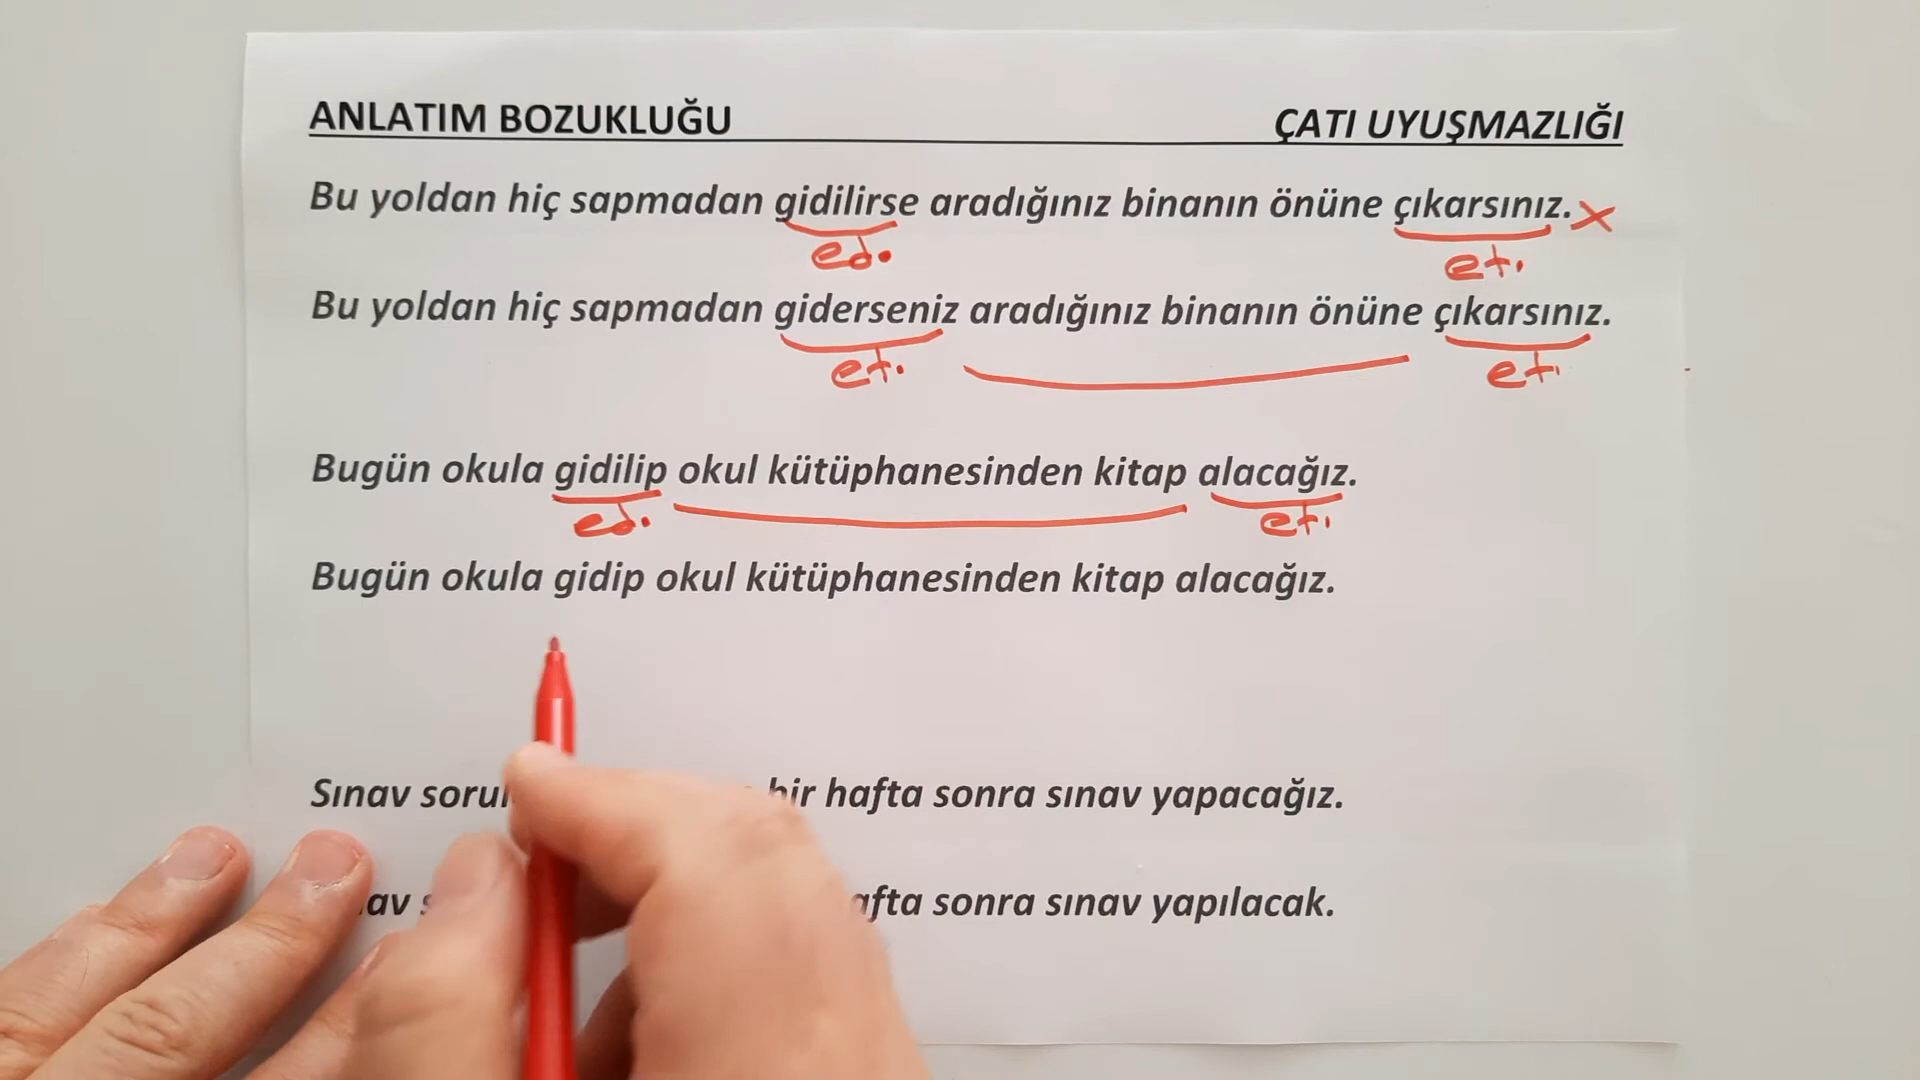 ANLATIM BOZUKLUĞU ÇATI UYUŞMAZLIĞI
Bu yoldan hiç sapmadan gidilirse aradığınız binanın önüne çıkarsınız. x
ed. et.
Bu yoldan hiç sapmadan giderseniz aradığınız binanın önüne çıkarsınız.
et. et.
Bugün okula gidilip okul kütüphanesinden kitap alacağız.
ed. et.
Bugün okula gidip okul kütüphanesinden kitap alacağız.
Sınav bir hafta sonra sınav yapacağız.
sonra sınav yapılacak.